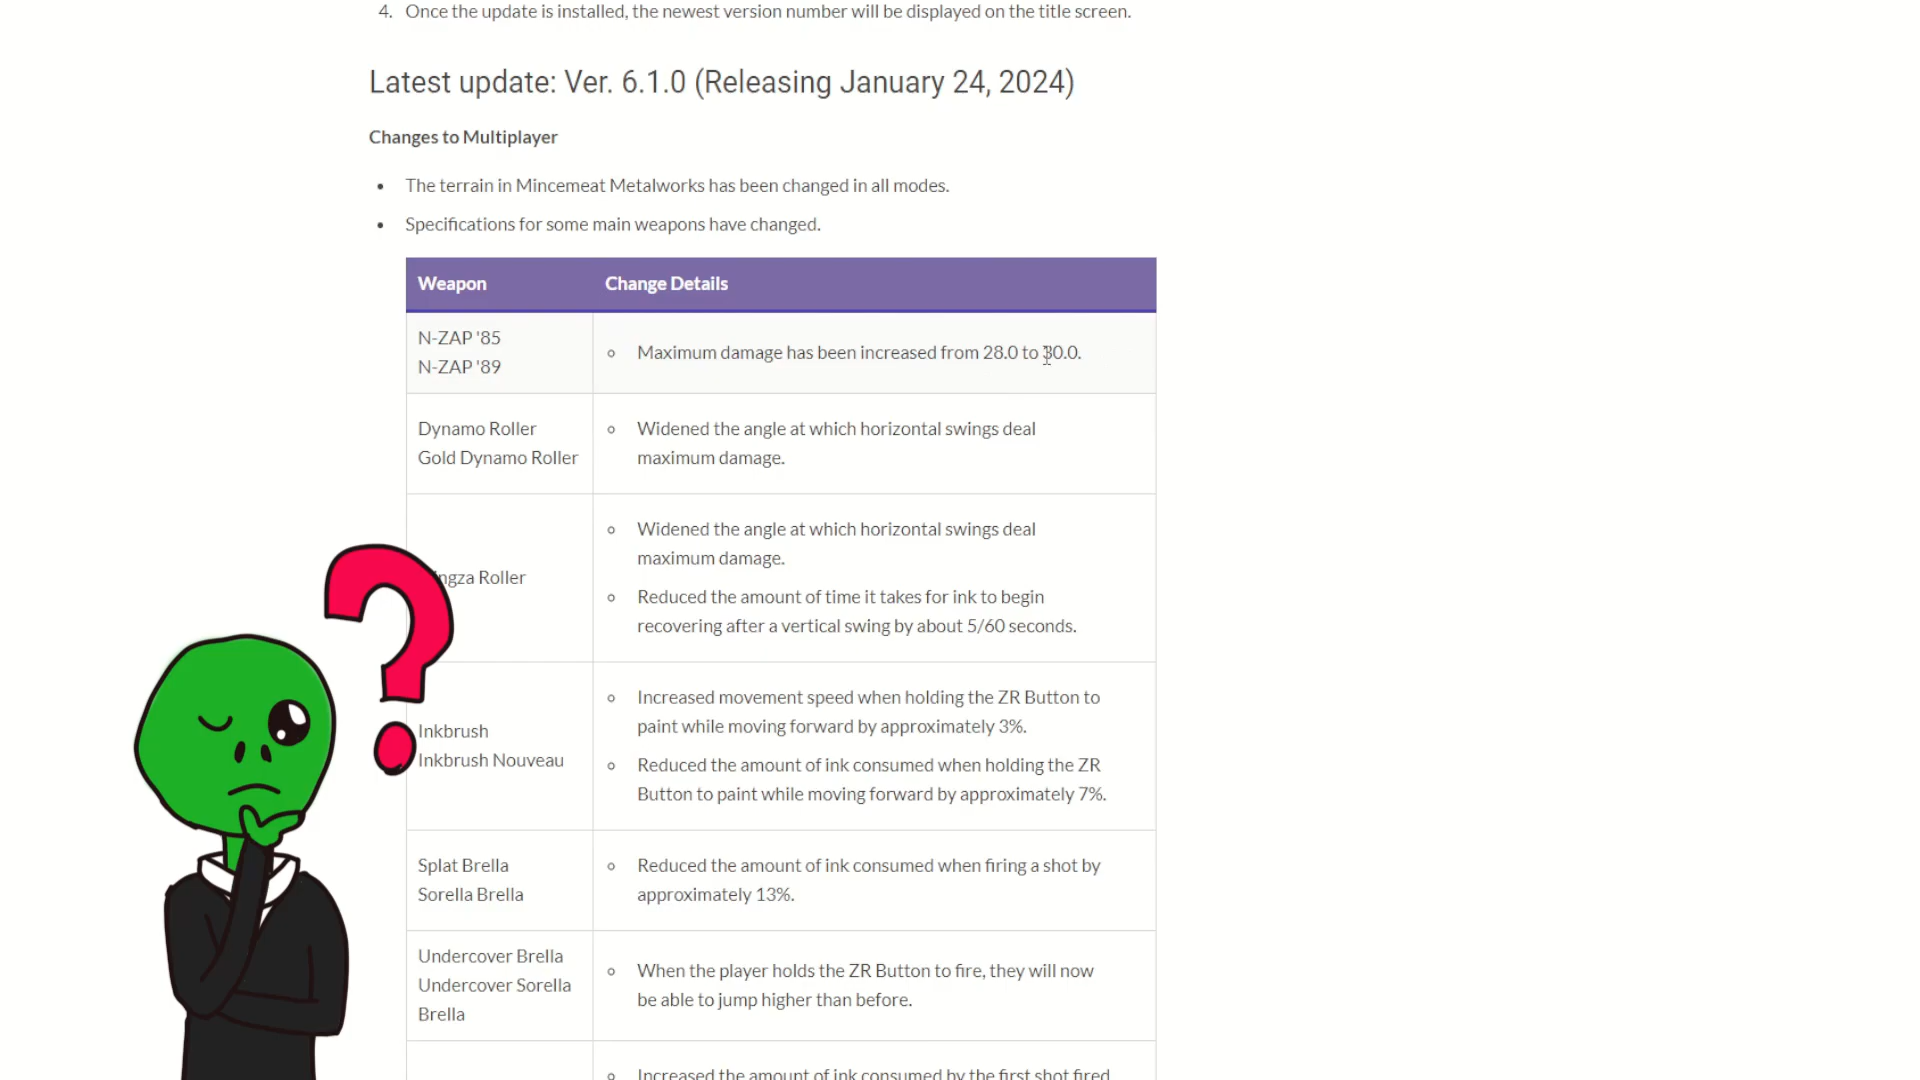 4. Once the update is installed, the newest version number will be displayed on the title screen.
Latest update: Ver. 6.1.0 (Releasing January 24, 2024)
Changes to Multiplayer
• The terrain in Mincemeat Metalworks has been changed in all modes.
• Specifications for some main weapons have changed.
Weapon Change Details
N-ZAP '85
N-ZAP '89
Maximum damage has been increased from 28.0 to 30.0.
Dynamo Roller
Gold Dynamo Roller
Widened the angle at which horizontal swings deal
maximum damage.
ngza Roller
Widened the angle at which horizontal swings deal
maximum damage.
Reduced the amount of time it takes for ink to begin
recovering after a vertical swing by about 5/60 seconds.
Inkbrush
Inkbrush Nouveau
Increased movement speed when holding the ZR Button to
paint while moving forward by approximately 3%.
Reduced the amount of ink consumed when holding the ZR
Button to paint while moving forward by approximately 7%.
Splat Brella
Sorella Brella
Reduced the amount of ink consumed when firing a shot by
approximately 13%.
Undercover Brella
Undercover Sorella
Brella
When the player holds the ZR Button to fire, they will now
be able to jump higher than before.
Increased the amount of ink consumed by the first shot fired
?